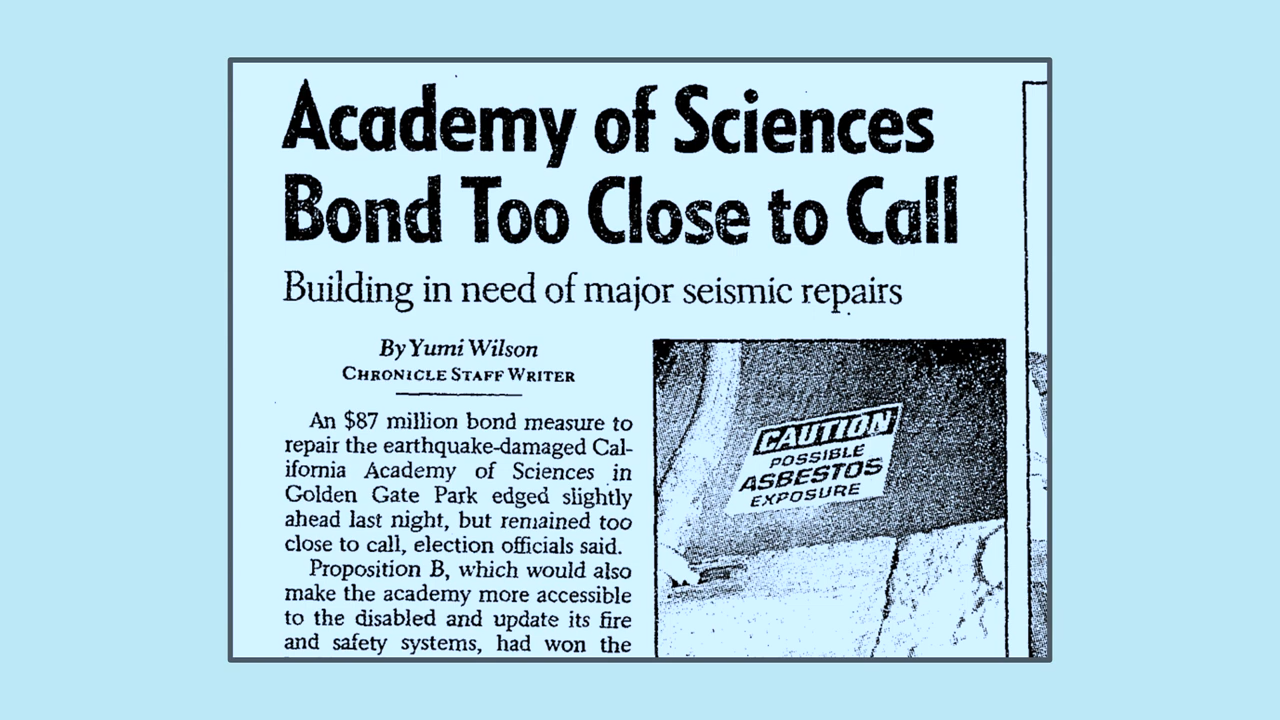 Academy of Sciences
Bond Too Close to Call
Building in need of major seismic repairs
By Yumi Wilson
CHRONICLE STAFF WRITER
An $87 million bond measure to
repair the earthquake-damaged Cal-
ifornia Academy of Sciences in
Golden Gate Park edged slightly
ahead last night, but remained too
close to call, election officials said.
Proposition B, which would also
make the academy more accessible
to the disabled and update its fire
and safety systems, had won the
CAUTION
POSSIBLE
ASBESTOS
EXPOSURE